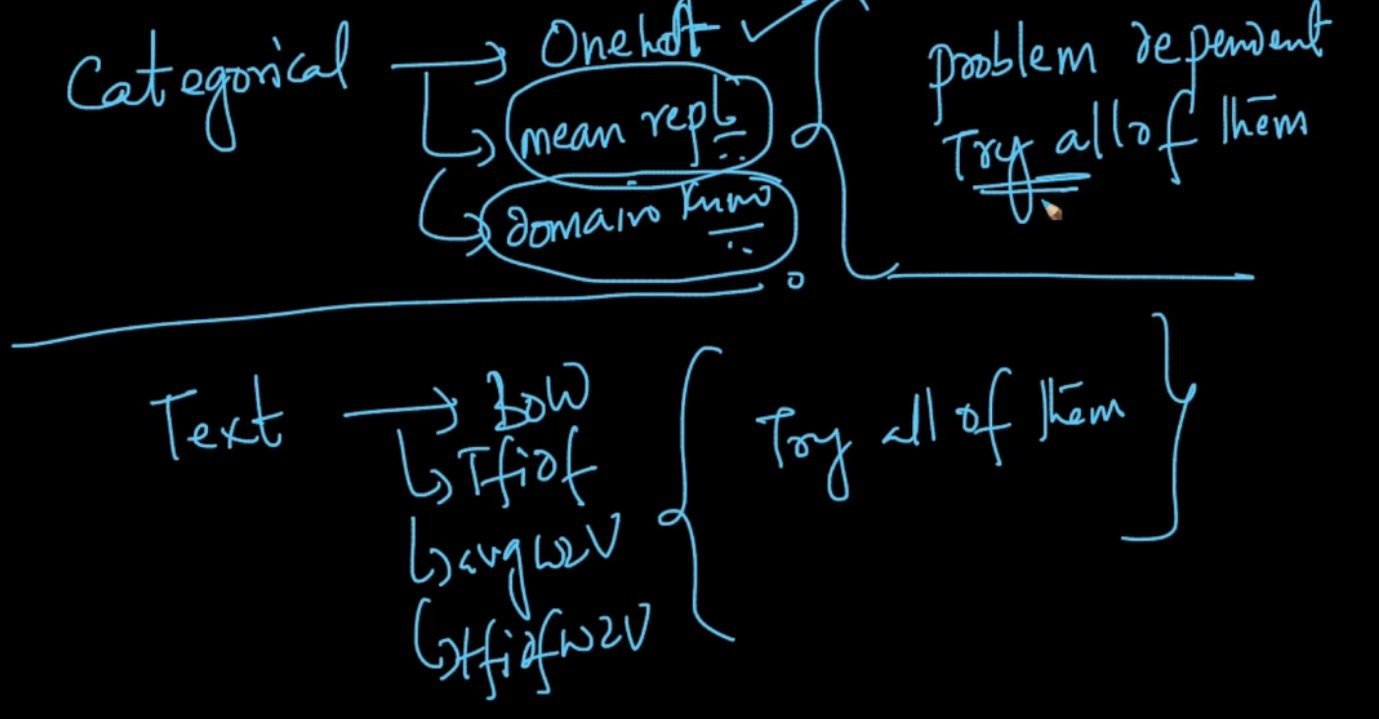 Categorical → Onehot ✓
mean repl
domain know
problem dependent
Try all of them
Text → BOW
Tfidf
avgW2V
tfidfW2V
Try all of them